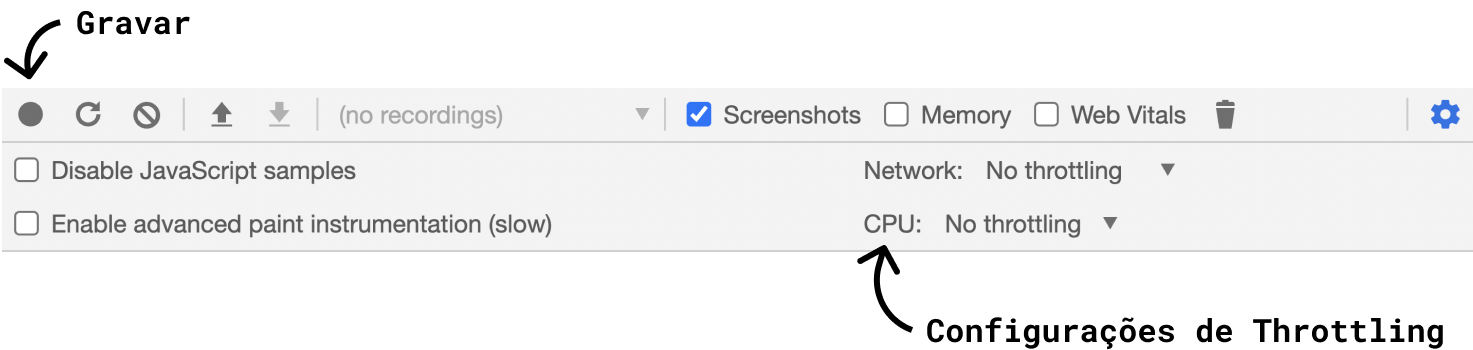 Gravar
(no recordings) Screenshots Memory Web Vitals
Disable JavaScript samples Network: No throttling
Enable advanced paint instrumentation (slow) CPU: No throttling
Configurações de Throttling